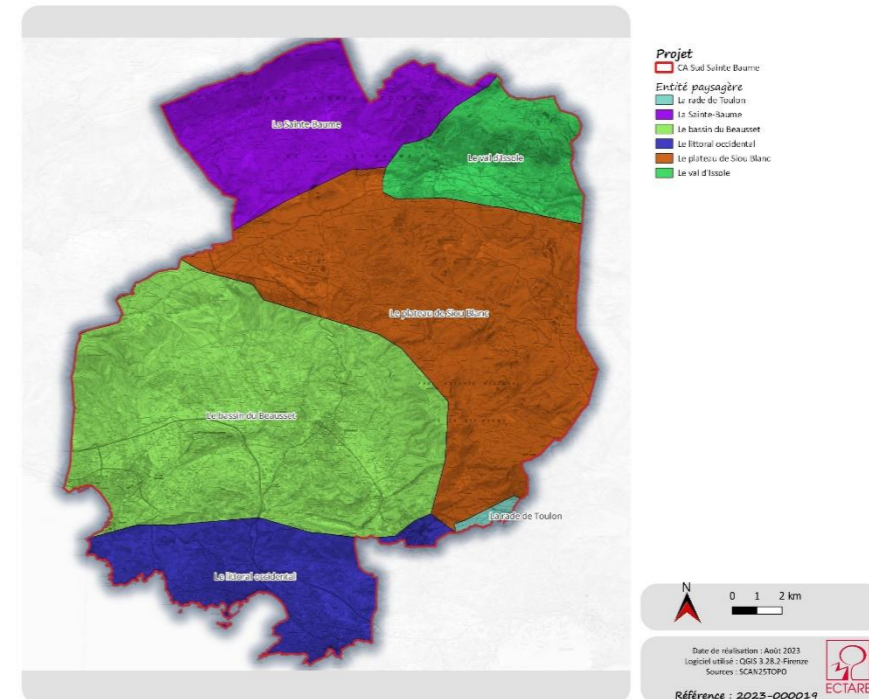 Projet
CA Sud Sainte Baume
Entité paysagère
La rade de Toulon
La Sainte-Baume
Le bassin du Beausset
Le littoral occidental
Le plateau de Siou Blanc
Le val d'Issole
La Sainte-Baume
Le val d'Issole
Le plateau de Siou Blanc
Le bassin du Beausset
La rade de Toulon
Le littoral occidental
N
0 1 2 km
Date de réalisation : Août 2023
Logiciel utilisé : QGIS 3.28.2-Firenze
Sources : SCAN25TOPO
Référence : 2023-000019
ECTARE